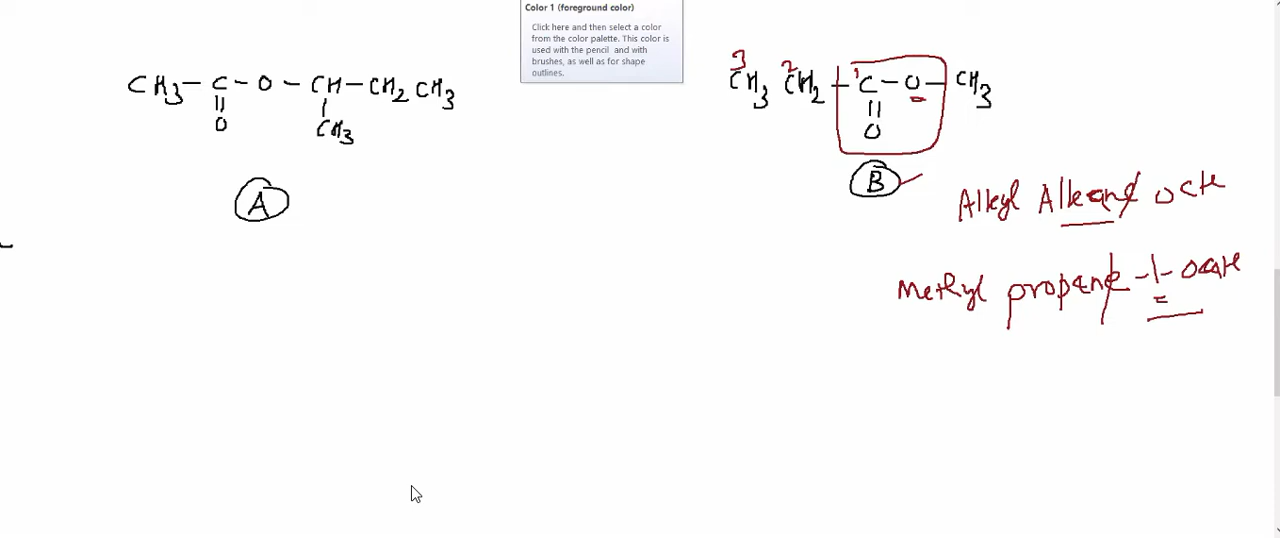 Color 1 (foreground color)
Click here and then select a color
from the color palette. This color is
used with the pencil and with
brushes, as well as for shape
outlines.
CH3-C-O-CH-CH2 CH3
O CH3
A
3 2 1
CH3 CH2-C-O-CH3
O
B
Alkyl Alkane oate
Methyl propane -1- oate